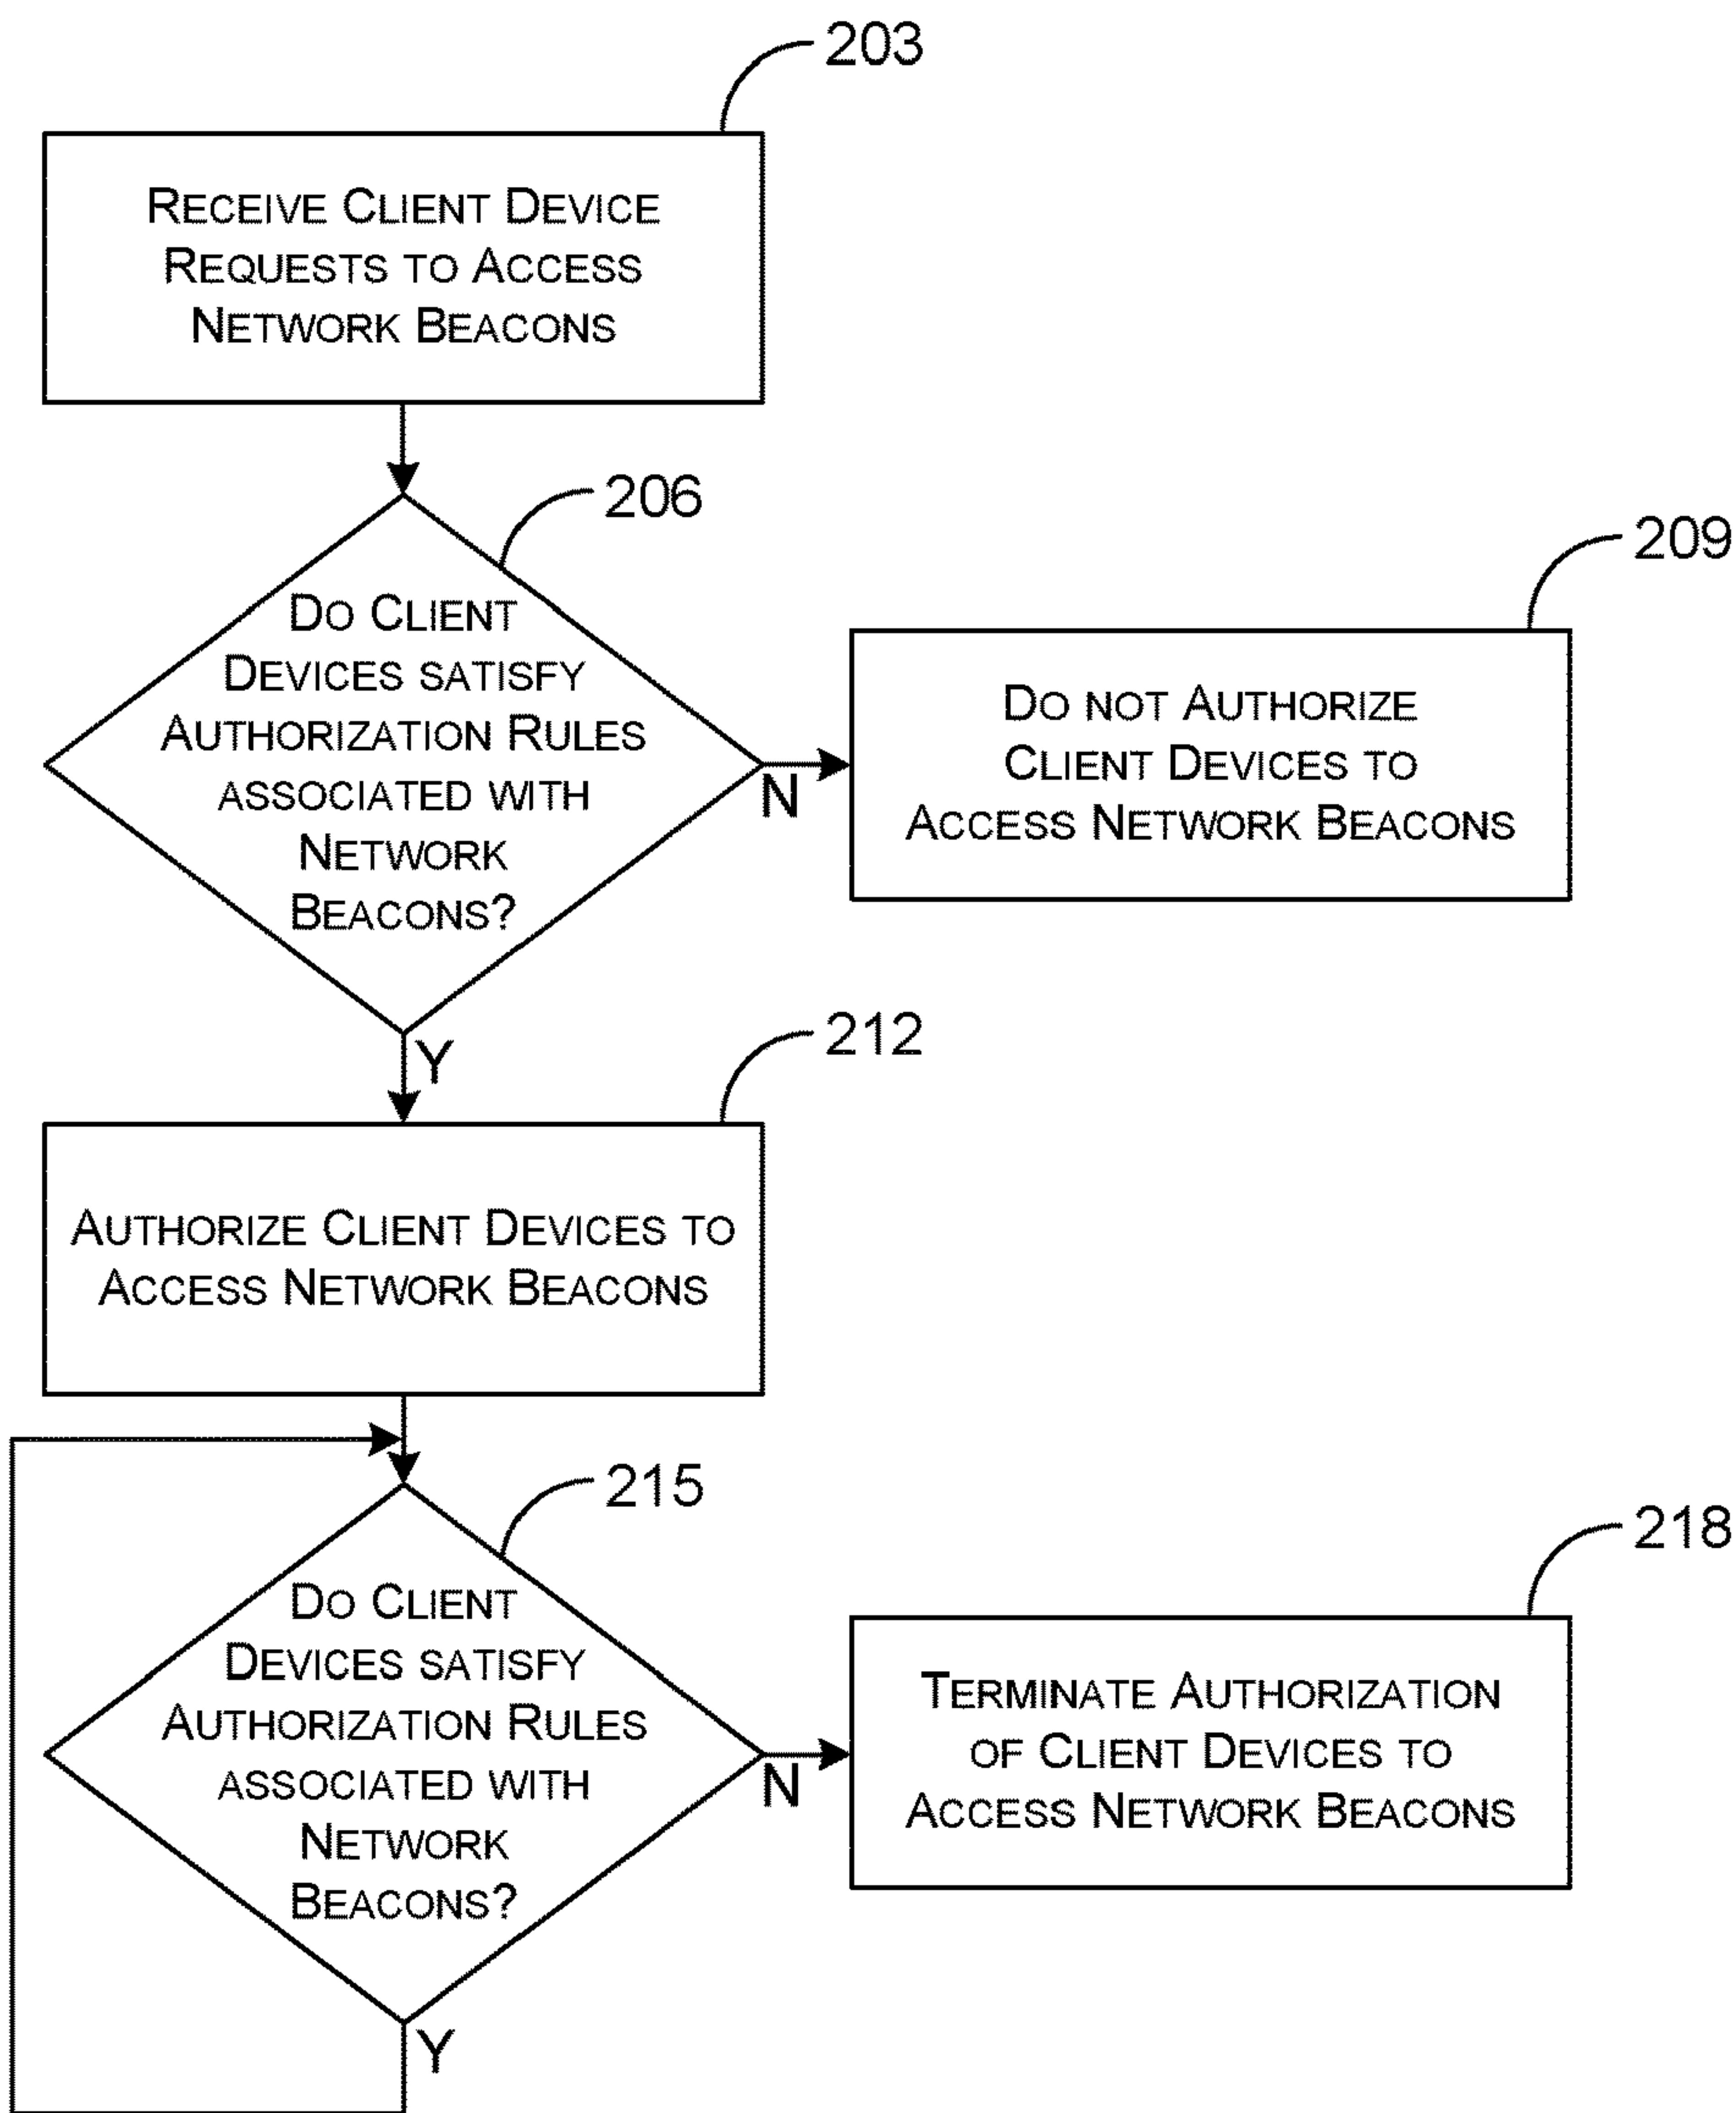 203
Receive Client Device
Requests to Access
Network Beacons
206
Do Client
Devices satisfy
Authorization Rules
associated with
Network
Beacons?
N
209
Do not Authorize
Client Devices to
Access Network Beacons
Y
212
Authorize Client Devices to
Access Network Beacons
215
Do Client
Devices satisfy
Authorization Rules
associated with
Network
Beacons?
N
218
Terminate Authorization
of Client Devices to
Access Network Beacons
Y